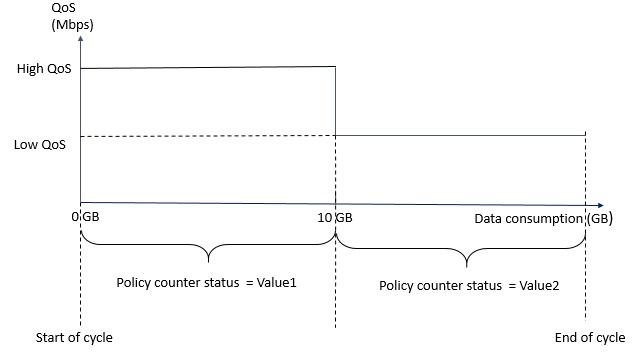 QoS
(Mbps)
High QoS
Low QoS
0 GB
10 GB
Data consumption (GB)
Policy counter status = Value1
Policy counter status = Value2
Start of cycle
End of cycle